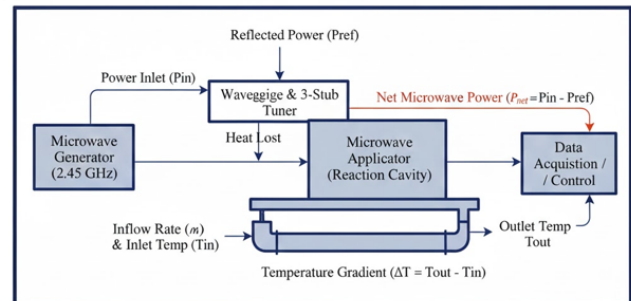 Reflected Power (Pref)
Power Inlet (Pin)
Waveggige & 3-Stub
Tuner
Net Microwave Power (Pnet=Pin - Pref)
Heat Lost
Microwave
Generator
(2.45 GHz)
Microwave
Applicator
(Reaction Cavity)
Data
Acquistion /
/ Control
Inflow Rate (m)
& Inlet Temp (Tin)
Outlet Temp
Tout
Temperature Gradient (ΔT = Tout - Tin)